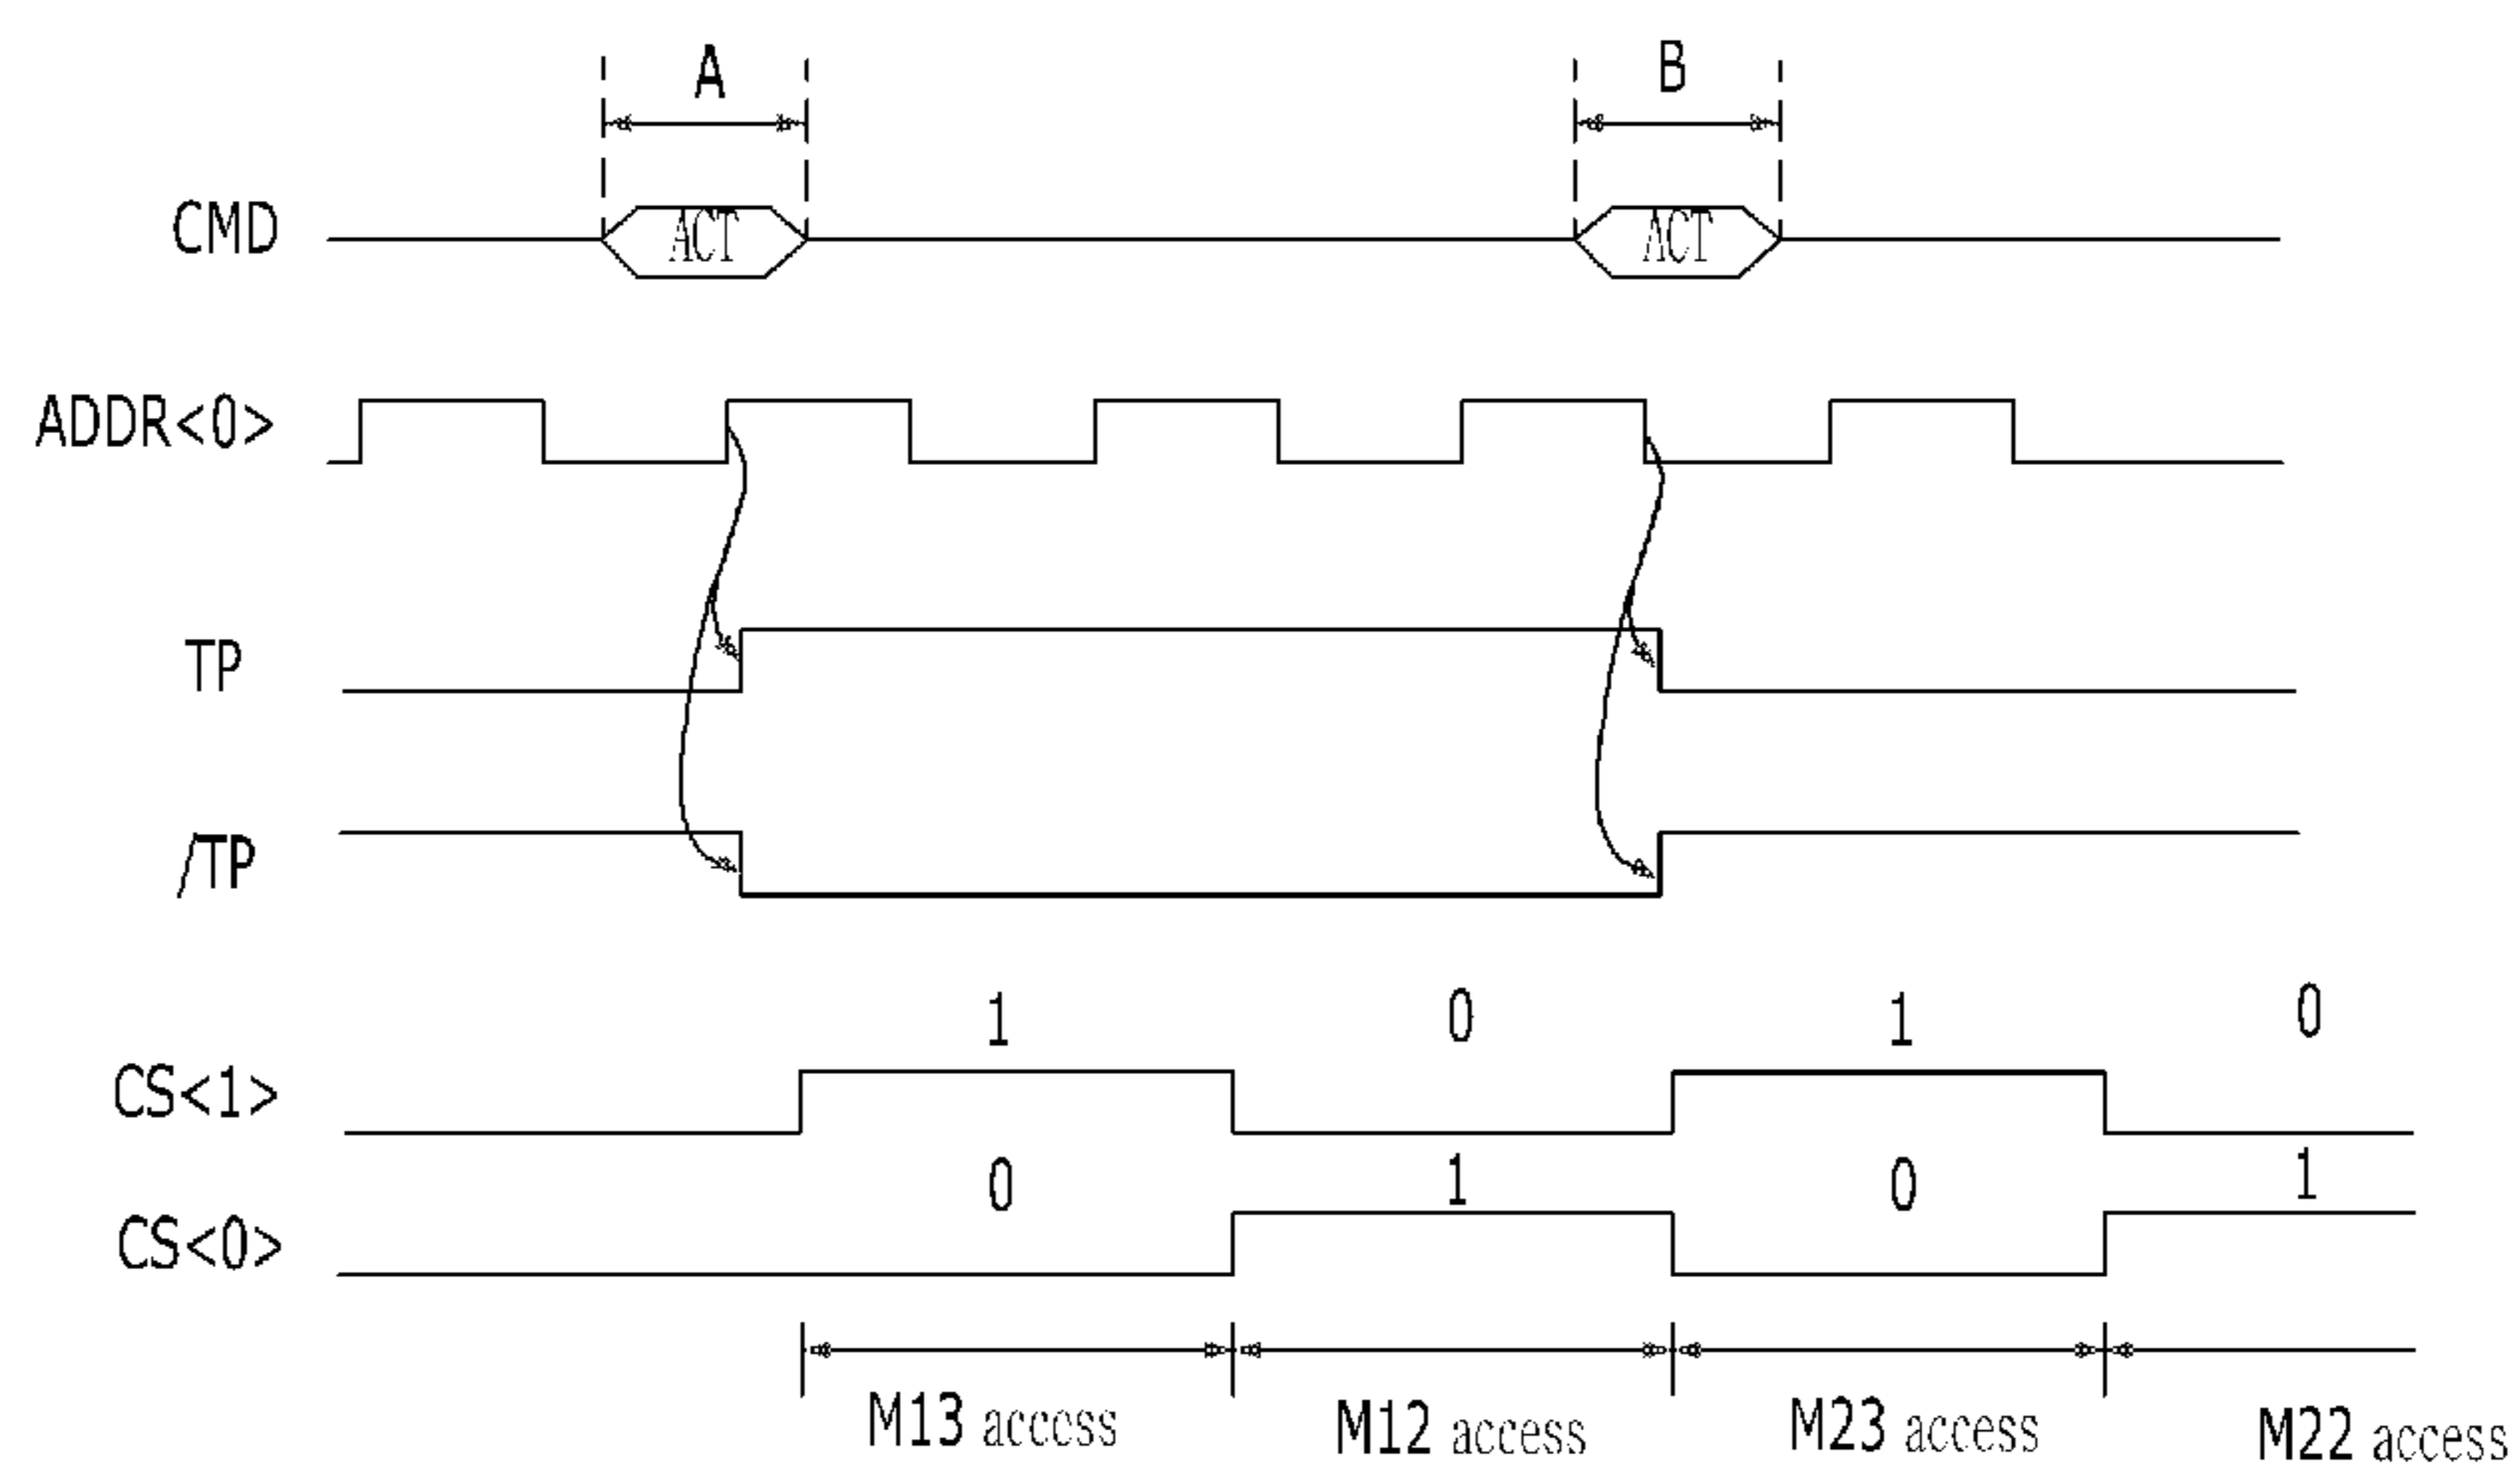 A B
CMD ACT ACT
ADDR<0>
TP
/TP
1 0 1 0
CS<1>
0 1 0 1
CS<0>
M13 access M12 access M23 access M22 access